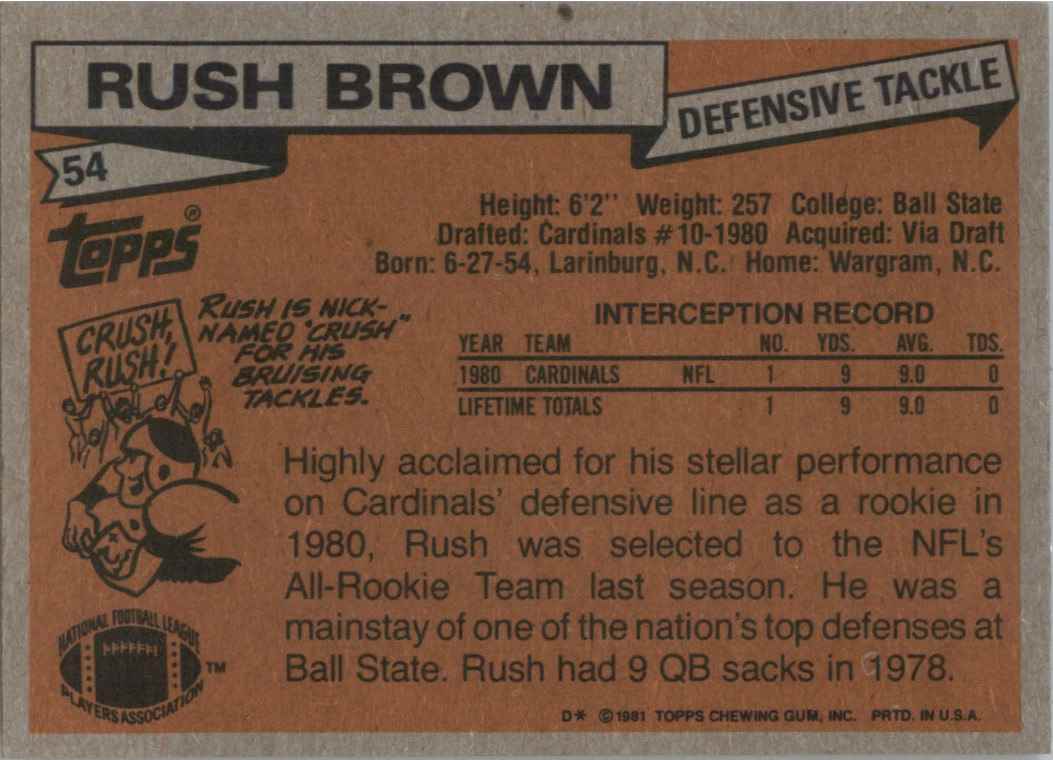 RUSH BROWN
DEFENSIVE TACKLE
54
Topps®
Height: 6'2'' Weight: 257 College: Ball State
Drafted: Cardinals #10-1980 Acquired: Via Draft
Born: 6-27-54, Larinburg, N.C. Home: Wargram, N.C.
CRUSH,
RUSH!
RUSH IS NICK-
NAMED "CRUSH"
FOR HIS
BRUISING
TACKLES.
INTERCEPTION RECORD
YEAR TEAM NO. YDS. AVG. TDS.
1980 CARDINALS NFL 1 9 9.0 0
LIFETIME TOTALS 1 9 9.0 0
Highly acclaimed for his stellar performance
on Cardinals' defensive line as a rookie in
1980, Rush was selected to the NFL's
All-Rookie Team last season. He was a
mainstay of one of the nation's top defenses at
Ball State. Rush had 9 QB sacks in 1978.
NATIONAL FOOTBALL LEAGUE
PLAYERS ASSOCIATION
™
D* ©1981 TOPPS CHEWING GUM, INC. PRTD. IN U.S.A.